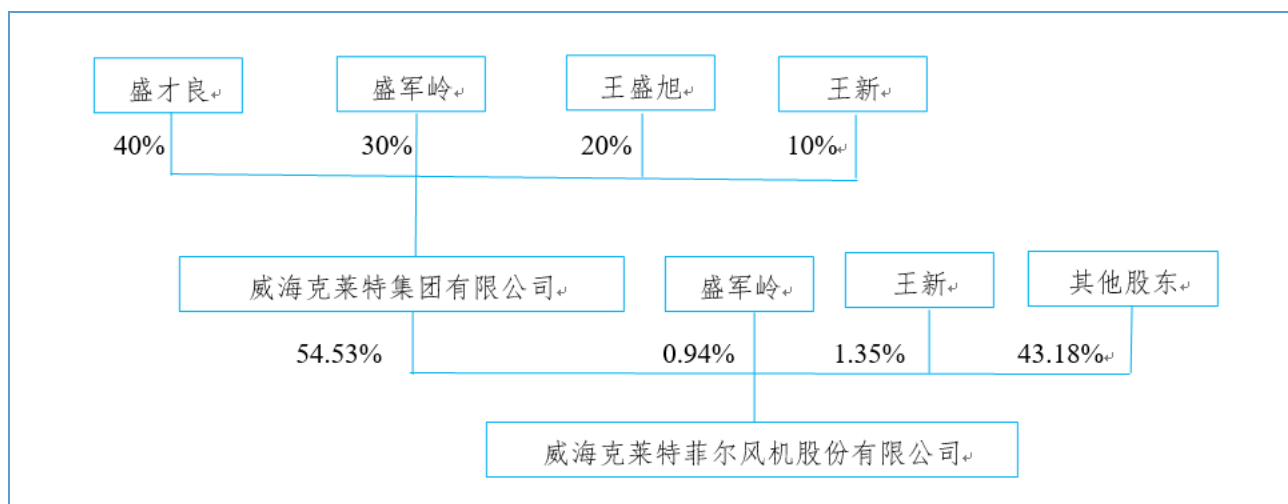 盛才良
盛军岭
王盛旭
王新
40%
30%
20%
10%
威海克莱特集团有限公司
盛军岭
王新
其他股东
54.53%
0.94%
1.35%
43.18%
威海克莱特菲尔风机股份有限公司